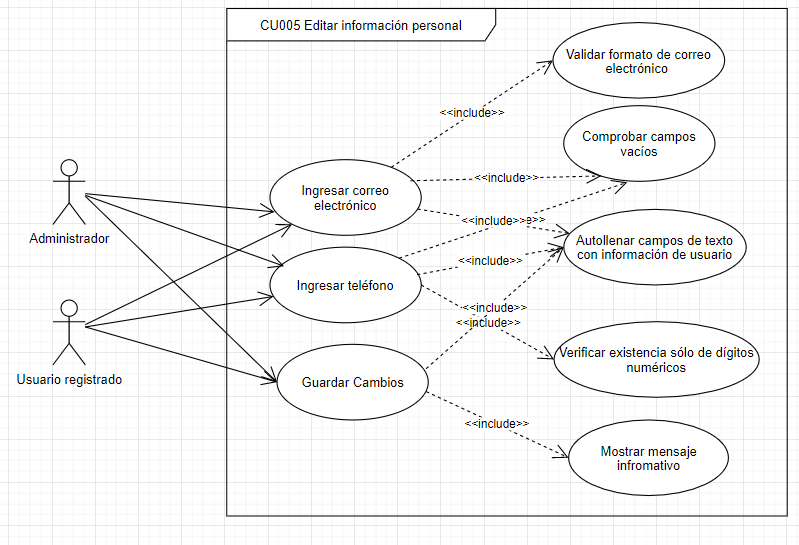 CU005 Editar información personal
Validar formato de correo
electrónico
<<include>>
Comprobar campos
vacíos
<<include>>
Ingresar correo
electrónico
Administrador
<<include>>
Autollenar campos de texto
con información de usuario
<<include>>
Ingresar teléfono
<<include>>
<<include>>
Verificar existencia sólo de dígitos
numéricos
Usuario registrado
Guardar Cambios
<<include>>
Mostrar mensaje
infromativo